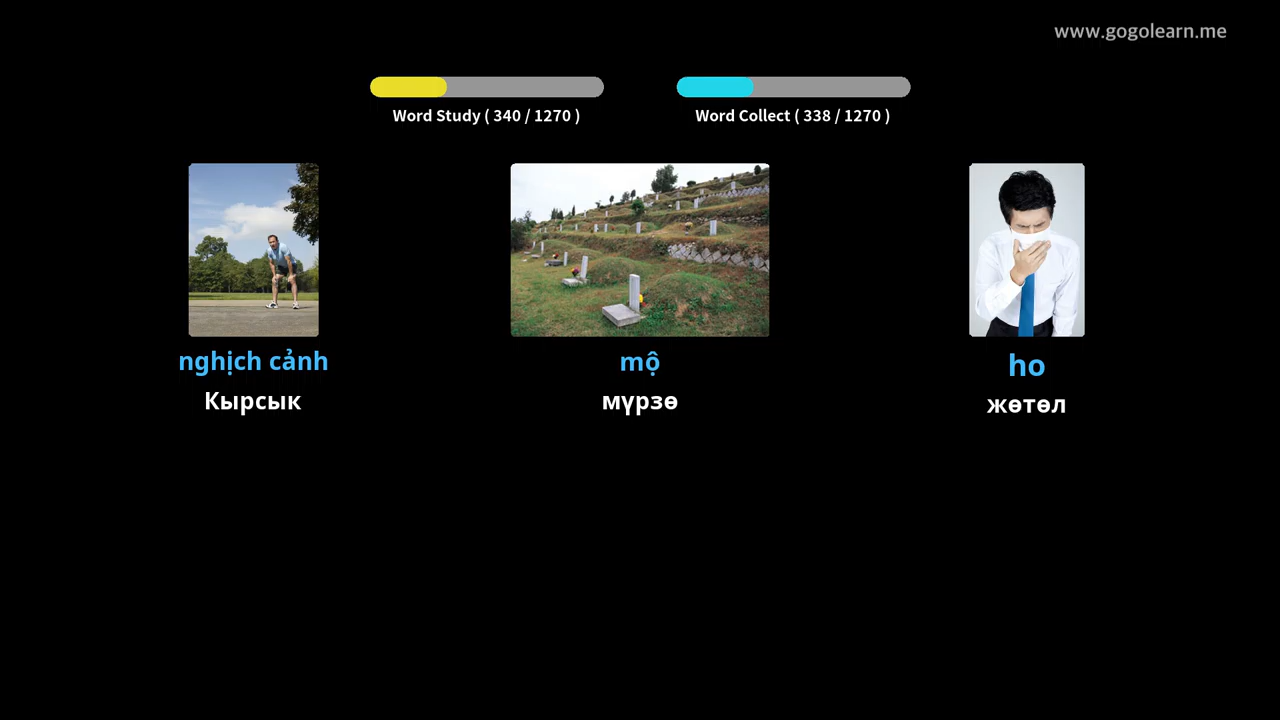 www.gogolearn.me
Word Study ( 340 / 1270 )
Word Collect ( 338 / 1270 )
nghịch cảnh
mộ
ho
Кырсык
мүрзө
жөтөл